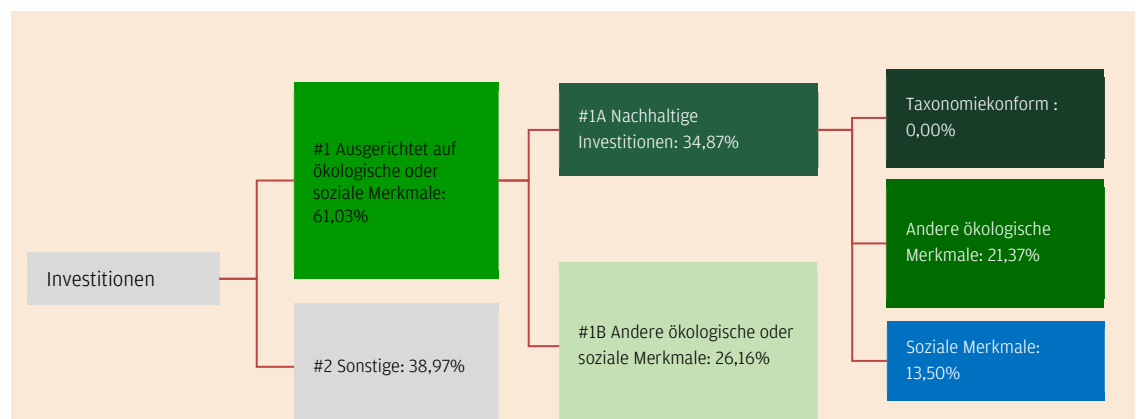 Investitionen
#1 Ausgerichtet auf
ökologische oder
soziale Merkmale:
61,03%
#2 Sonstige: 38,97%
#1A Nachhaltige
Investitionen: 34,87%
#1B Andere ökologische oder
soziale Merkmale: 26,16%
Taxonomiekonform :
0,00%
Andere ökologische
Merkmale: 21,37%
Soziale Merkmale:
13,50%